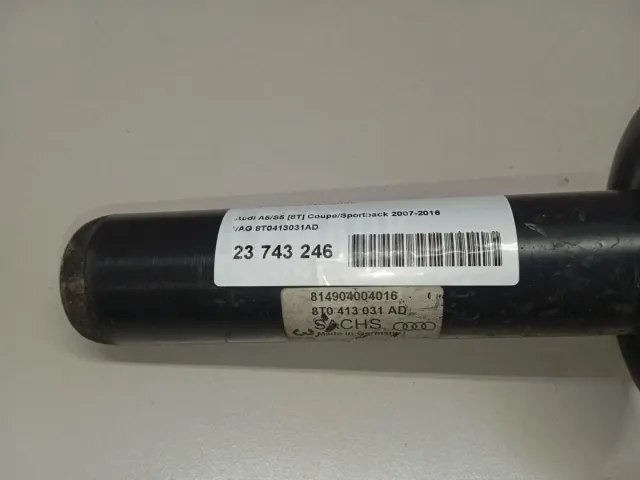 Audi A5/S5 [8T] Coupe/Sportback 2007-2016
VAG 8T0413031AD
23 743 246
814904004016
8T0 413 031 AD
SACHS
Made in Germany